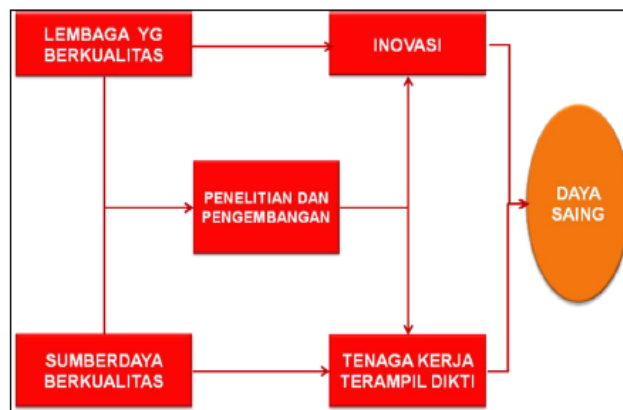 LEMBAGA YG
BERKUALITAS
INOVASI
PENELITIAN DAN
PENGEMBANGAN
DAYA
SAING
SUMBERDAYA
BERKUALITAS
TENAGA KERJA
TERAMPIL DIKTI